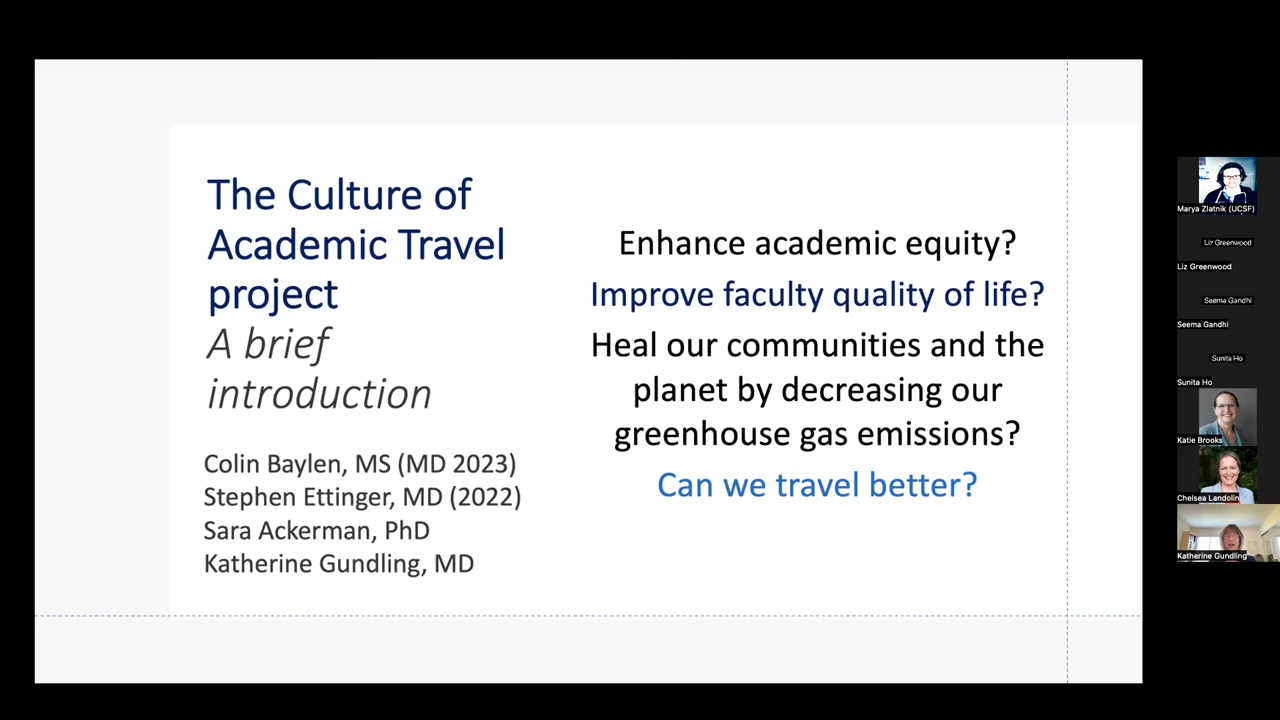 The Culture of
Academic Travel
project
A brief
introduction
Colin Baylen, MS (MD 2023)
Stephen Ettinger, MD (2022)
Sara Ackerman, PhD
Katherine Gundling, MD
Enhance academic equity?
Improve faculty quality of life?
Heal our communities and the
planet by decreasing our
greenhouse gas emissions?
Can we travel better?
Marya Zlatnik (UCSF)
Liz Greenwood
Liz Greenwood
Seema Gandhi
Seema Gandhi
Sunita Ho
Sunita Ho
Katie Brooks
Chelsea Landolin
Katherine Gundling